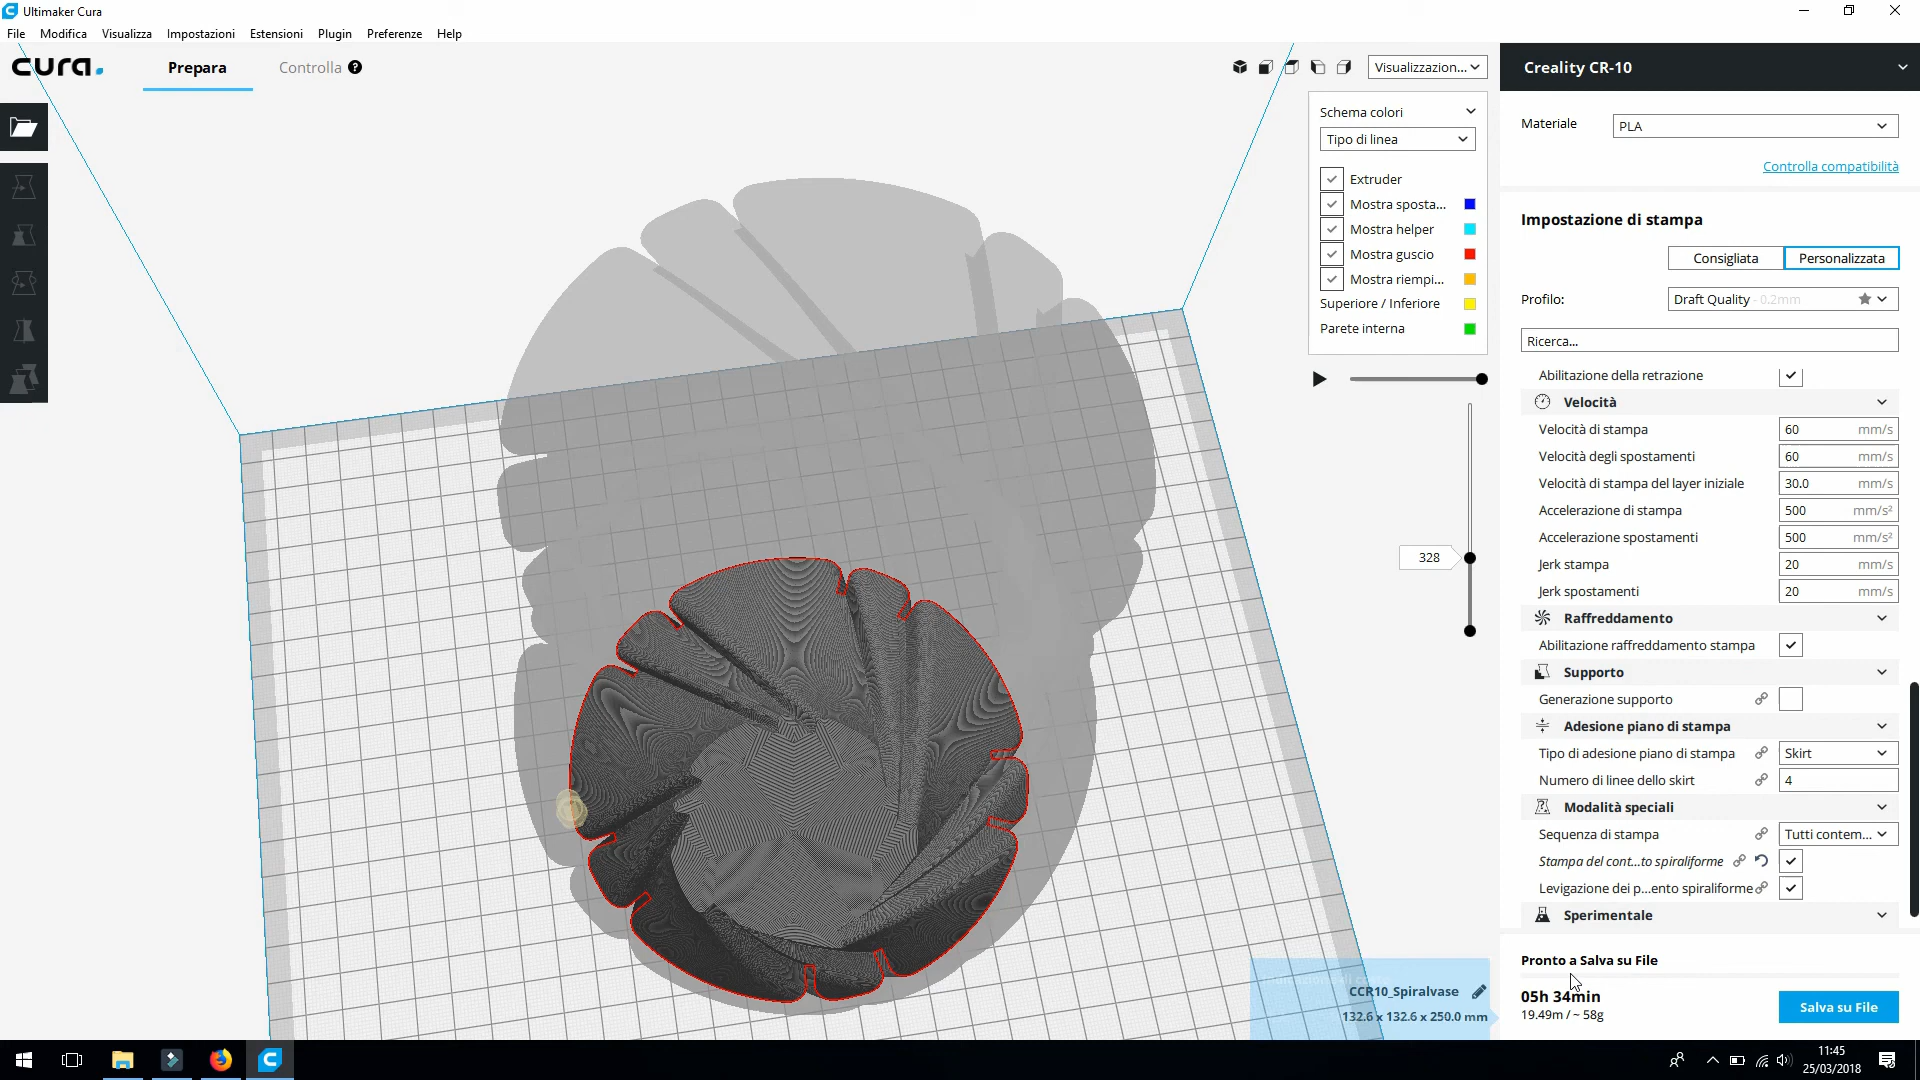 Ultimaker Cura
File Modifica Visualizza Impostazioni Estensioni Plugin Preferenze Help
cura.
Prepara
Controlla ?
Visualizzazion...
Creality CR-10
Schema colori
Tipo di linea
Extruder
Mostra sposta...
Mostra helper
Mostra guscio
Mostra riempi...
Superiore / Inferiore
Parete interna
328
Materiale PLA
Controlla compatibilità
Impostazione di stampa
Consigliata Personalizzata
Profilo: Draft Quality - 0.2mm
Ricerca...
Abilitazione della retrazione
Velocità
Velocità di stampa 60 mm/s
Velocità degli spostamenti 60 mm/s
Velocità di stampa del layer iniziale 30.0 mm/s
Accelerazione di stampa 500 mm/s²
Accelerazione spostamenti 500 mm/s²
Jerk stampa 20 mm/s
Jerk spostamenti 20 mm/s
Raffreddamento
Abilitazione raffreddamento stampa
Supporto
Generazione supporto
Adesione piano di stampa
Tipo di adesione piano di stampa Skirt
Numero di linee dello skirt 4
Modalità speciali
Sequenza di stampa Tutti contem...
Stampa del cont...to spiraliforme
Levigazione dei p...ento spiraliforme
Sperimentale
Pronto a Salva su File
05h 34min
19.49m / ~ 58g
Salva su File
CCR10_Spiralvase
132.6 x 132.6 x 250.0 mm
11:45
25/03/2018